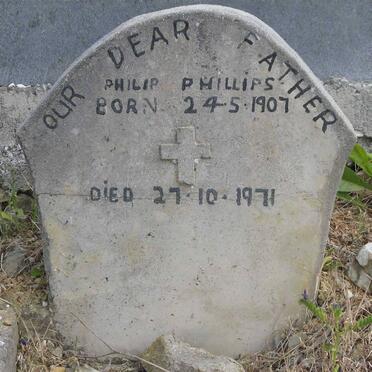 OUR DEAR FATHER
PHILIP PHILLIPS
BORN 24-5-1907
DIED 27.10.1971